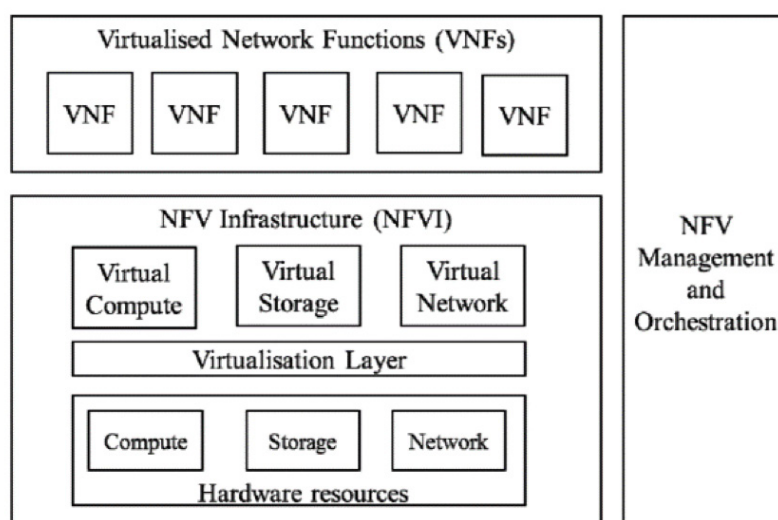 Virtualised Network Functions (VNFs)
VNF VNF VNF VNF VNF
NFV Infrastructure (NFVI)
Virtual
Compute
Virtual
Storage
Virtual
Network
Virtualisation Layer
Compute
Storage
Network
Hardware resources
NFV
Management
and
Orchestration